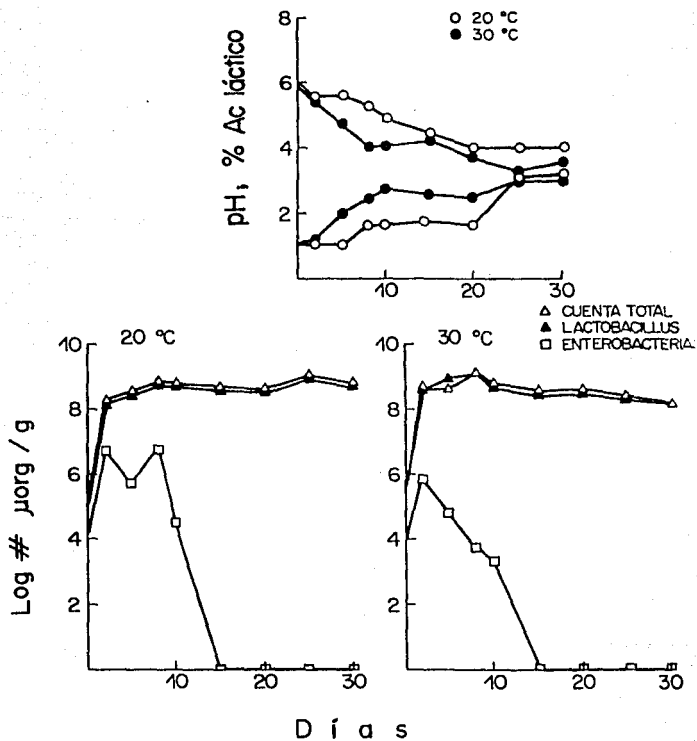 8
6
4
2
pH, % Ac láctico
○ 20 °C
● 30 °C
10 20 30
△ CUENTA TOTAL
▲ LACTOBACILLUS
□ ENTEROBACTERIA
20 °C
10
8
6
4
2
Log # μorg / g
10 20 30
30 °C
10
8
6
4
2
10 20 30
Días